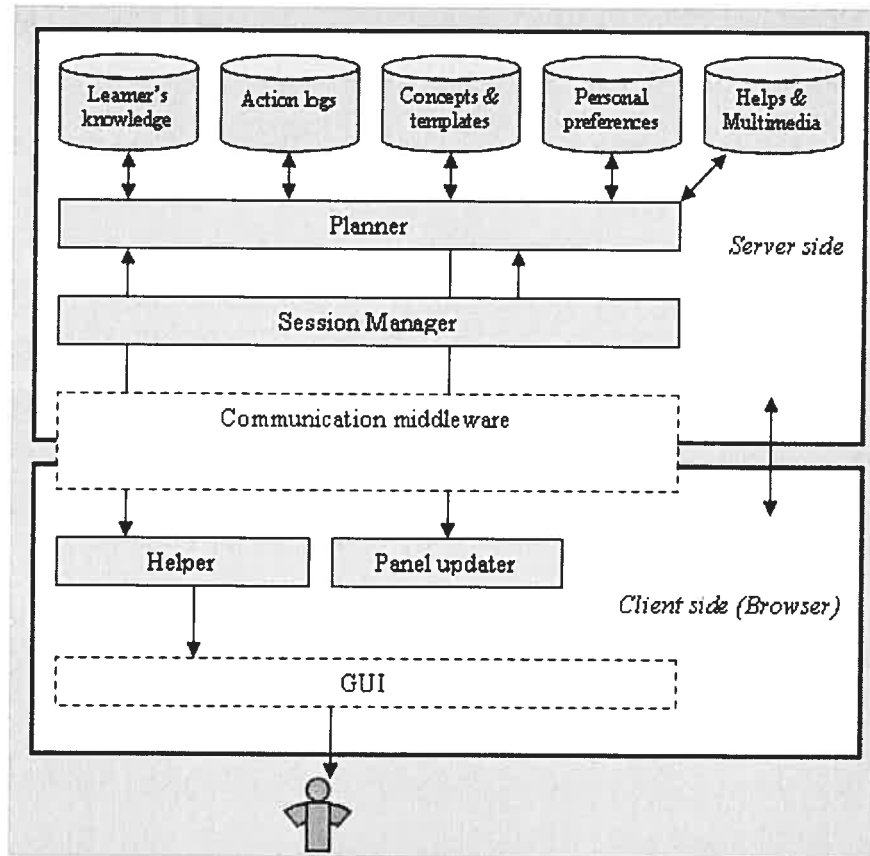 Learner's
knowledge
Action logs
Concepts &
templates
Personal
preferences
Helps &
Multimedia
Planner
Server side
Session Manager
Communication middleware
Helper
Panel updater
Client side (Browser)
GUI